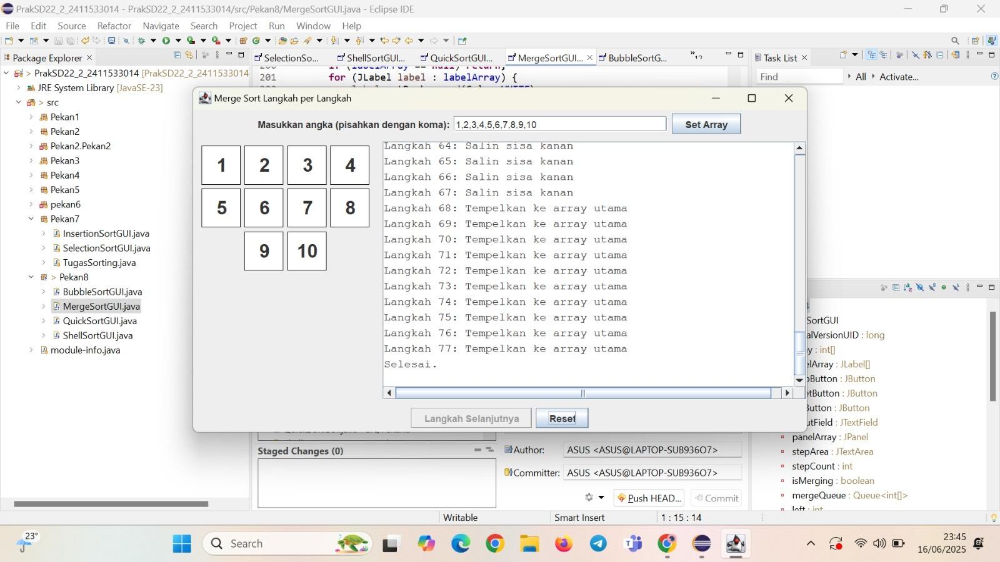 PrakSD22_2_2411533014 - PrakSD22_2_2411533014/src/Pekan8/MergeSortGUI.java - Eclipse IDE
File Edit Source Refactor Navigate Search Project Run Window Help
Package Explorer
PrakSD22_2_2411533014 [PrakSD22_2_2411533014
JRE System Library [JavaSE-23]
> src
Pekan1
Pekan2
Pekan2.Pekan2
Pekan3
Pekan4
Pekan5
pekan6
Pekan7
InsertionSortGUI.java
SelectionSortGUI.java
TugasSorting.java
> Pekan8
BubbleSortGUI.java
MergeSortGUI.java
QuickSortGUI.java
ShellSortGUI.java
module-info.java
SelectionSo... ShellSortGUI... QuickSortGUI... MergeSortGUI... BubbleSortG... »12
201 for (JLabel label : labelArray) {
Task List
Find All Activate...
Merge Sort Langkah per Langkah
Masukkan angka (pisahkan dengan koma): 1,2,3,4,5,6,7,8,9,10 Set Array
1 2 3 4
5 6 7 8
9 10
Langkah 64: Salin sisa kanan
Langkah 65: Salin sisa kanan
Langkah 66: Salin sisa kanan
Langkah 67: Salin sisa kanan
Langkah 68: Tempelkan ke array utama
Langkah 69: Tempelkan ke array utama
Langkah 70: Tempelkan ke array utama
Langkah 71: Tempelkan ke array utama
Langkah 72: Tempelkan ke array utama
Langkah 73: Tempelkan ke array utama
Langkah 74: Tempelkan ke array utama
Langkah 75: Tempelkan ke array utama
Langkah 76: Tempelkan ke array utama
Langkah 77: Tempelkan ke array utama
Selesai.
Langkah Selanjutnya Reset
SortGUI
alVersionUID : long
y : int[]
elArray : JLabel[]
pButton : JButton
etButton : JButton
Button : JButton
utField : JTextField
panelArray : JPanel
stepArea : JTextArea
stepCount : int
isMerging : boolean
mergeQueue : Queue<int[]>
Staged Changes (0)
Author: ASUS <ASUS@LAPTOP-SUB936O7>
Committer: ASUS <ASUS@LAPTOP-SUB936O7>
Push HEAD... Commit
Writable Smart Insert 1 : 15 : 14
23°
Search
23:45
16/06/2025